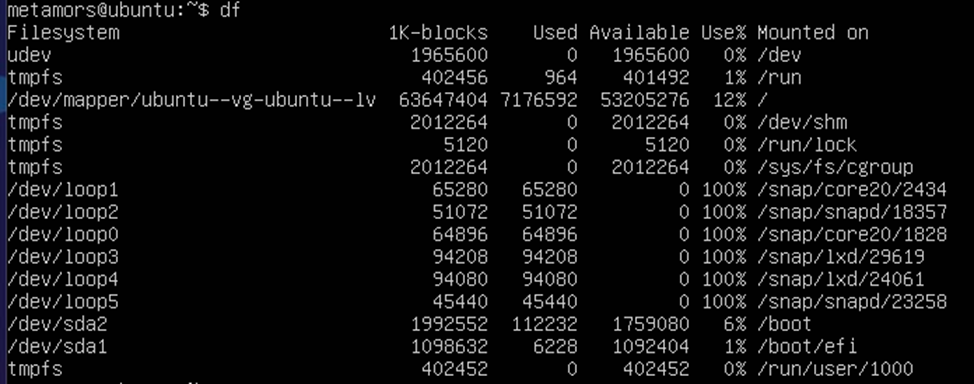 metamors@ubuntu:~$ df
Filesystem                        1K-blocks    Used Available Use% Mounted on
udev                                1965600       0   1965600   0% /dev
tmpfs                                402456     964    401492   1% /run
/dev/mapper/ubuntu--vg-ubuntu--lv  63647404 7176592  53205276  12% /
tmpfs                               2012264       0   2012264   0% /dev/shm
tmpfs                                  5120       0      5120   0% /run/lock
tmpfs                               2012264       0   2012264   0% /sys/fs/cgroup
/dev/loop1                            65280   65280         0 100% /snap/core20/2434
/dev/loop2                            51072   51072         0 100% /snap/snapd/18357
/dev/loop0                            64896   64896         0 100% /snap/core20/1828
/dev/loop3                            94208   94208         0 100% /snap/lxd/29619
/dev/loop4                            94080   94080         0 100% /snap/lxd/24061
/dev/loop5                            45440   45440         0 100% /snap/snapd/23258
/dev/sda2                           1992552  112232   1759080   6% /boot
/dev/sda1                           1098632    6228   1092404   1% /boot/efi
tmpfs                                402452       0    402452   0% /run/user/1000